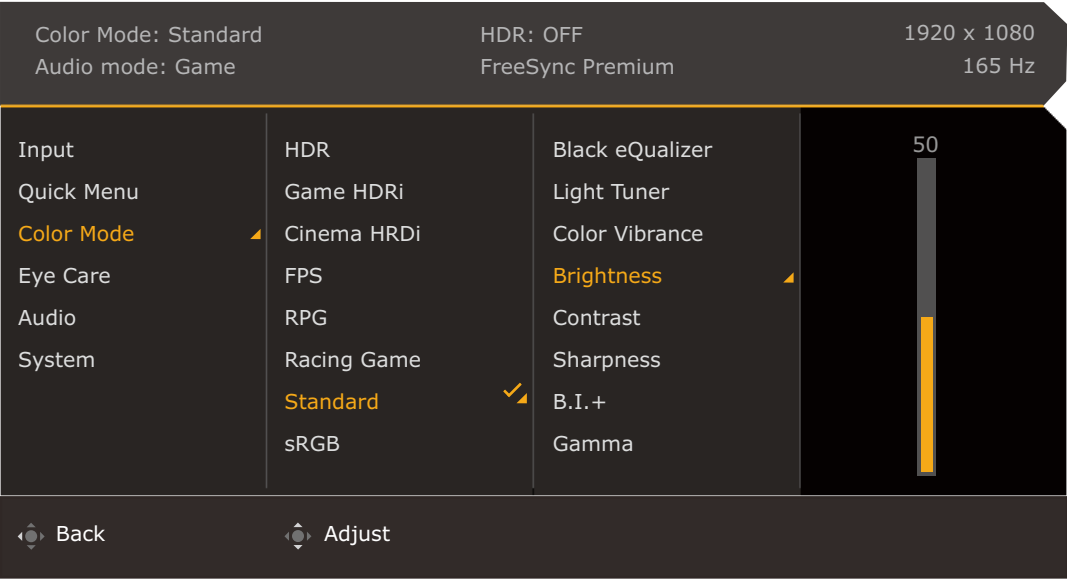 Color Mode: Standard
HDR: OFF
1920 x 1080
Audio mode: Game
FreeSync Premium
165 Hz
Input
Quick Menu
Color Mode
Eye Care
Audio
System
HDR
Game HDRi
Cinema HRDi
FPS
RPG
Racing Game
Standard
sRGB
Black eQualizer
Light Tuner
Color Vibrance
Brightness
Contrast
Sharpness
B.I.+
Gamma
50
Back
Adjust